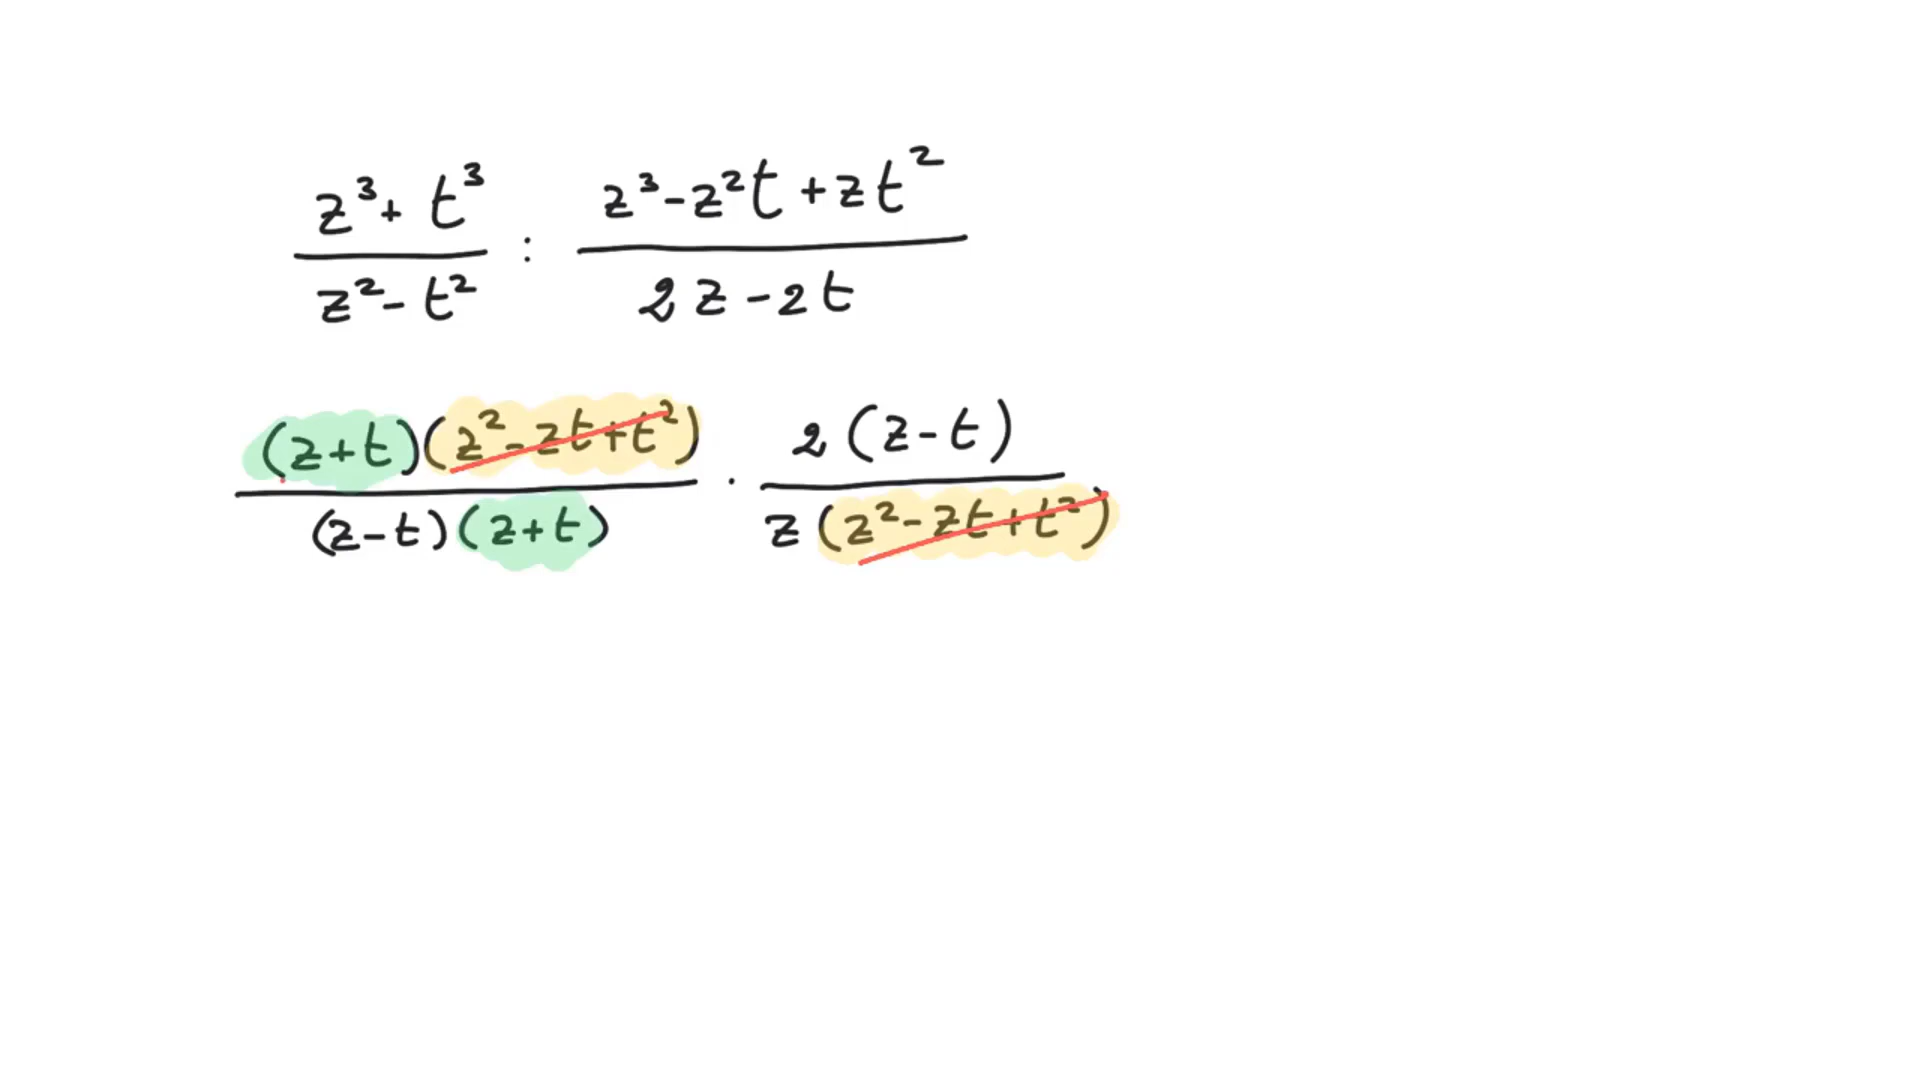 z³ + t³ : z³ - z²t + zt²
z² - t² 2z - 2t
(z+t)(z² - zt + t²) · 2(z - t)
(z-t)(z+t) z(z² - zt + t²)